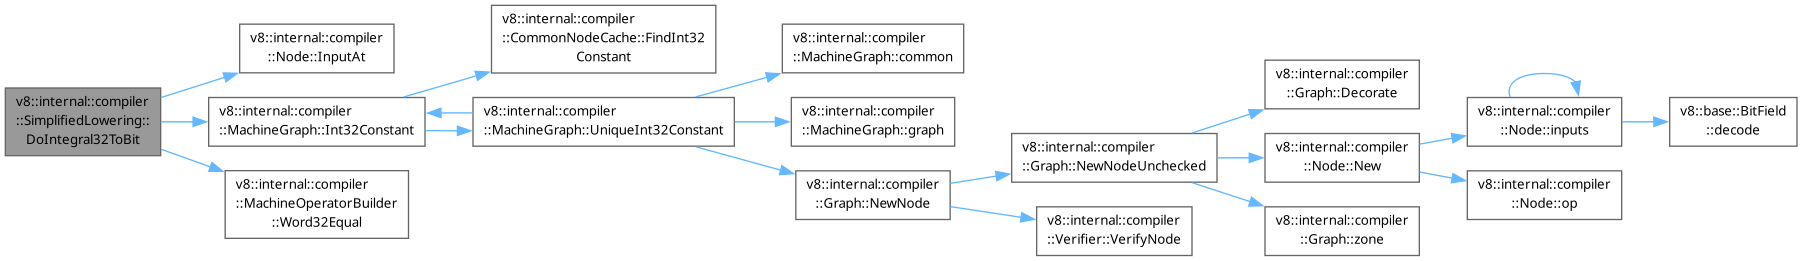 v8::internal::compiler
::SimplifiedLowering::
DoIntegral32ToBit
v8::internal::compiler
::Node::InputAt
v8::internal::compiler
::MachineGraph::Int32Constant
v8::internal::compiler
::MachineOperatorBuilder
::Word32Equal
v8::internal::compiler
::CommonNodeCache::FindInt32
Constant
v8::internal::compiler
::MachineGraph::UniqueInt32Constant
v8::internal::compiler
::MachineGraph::common
v8::internal::compiler
::MachineGraph::graph
v8::internal::compiler
::Graph::NewNode
v8::internal::compiler
::Graph::NewNodeUnchecked
v8::internal::compiler
::Verifier::VerifyNode
v8::internal::compiler
::Graph::Decorate
v8::internal::compiler
::Node::New
v8::internal::compiler
::Graph::zone
v8::internal::compiler
::Node::inputs
v8::internal::compiler
::Node::op
v8::base::BitField
::decode